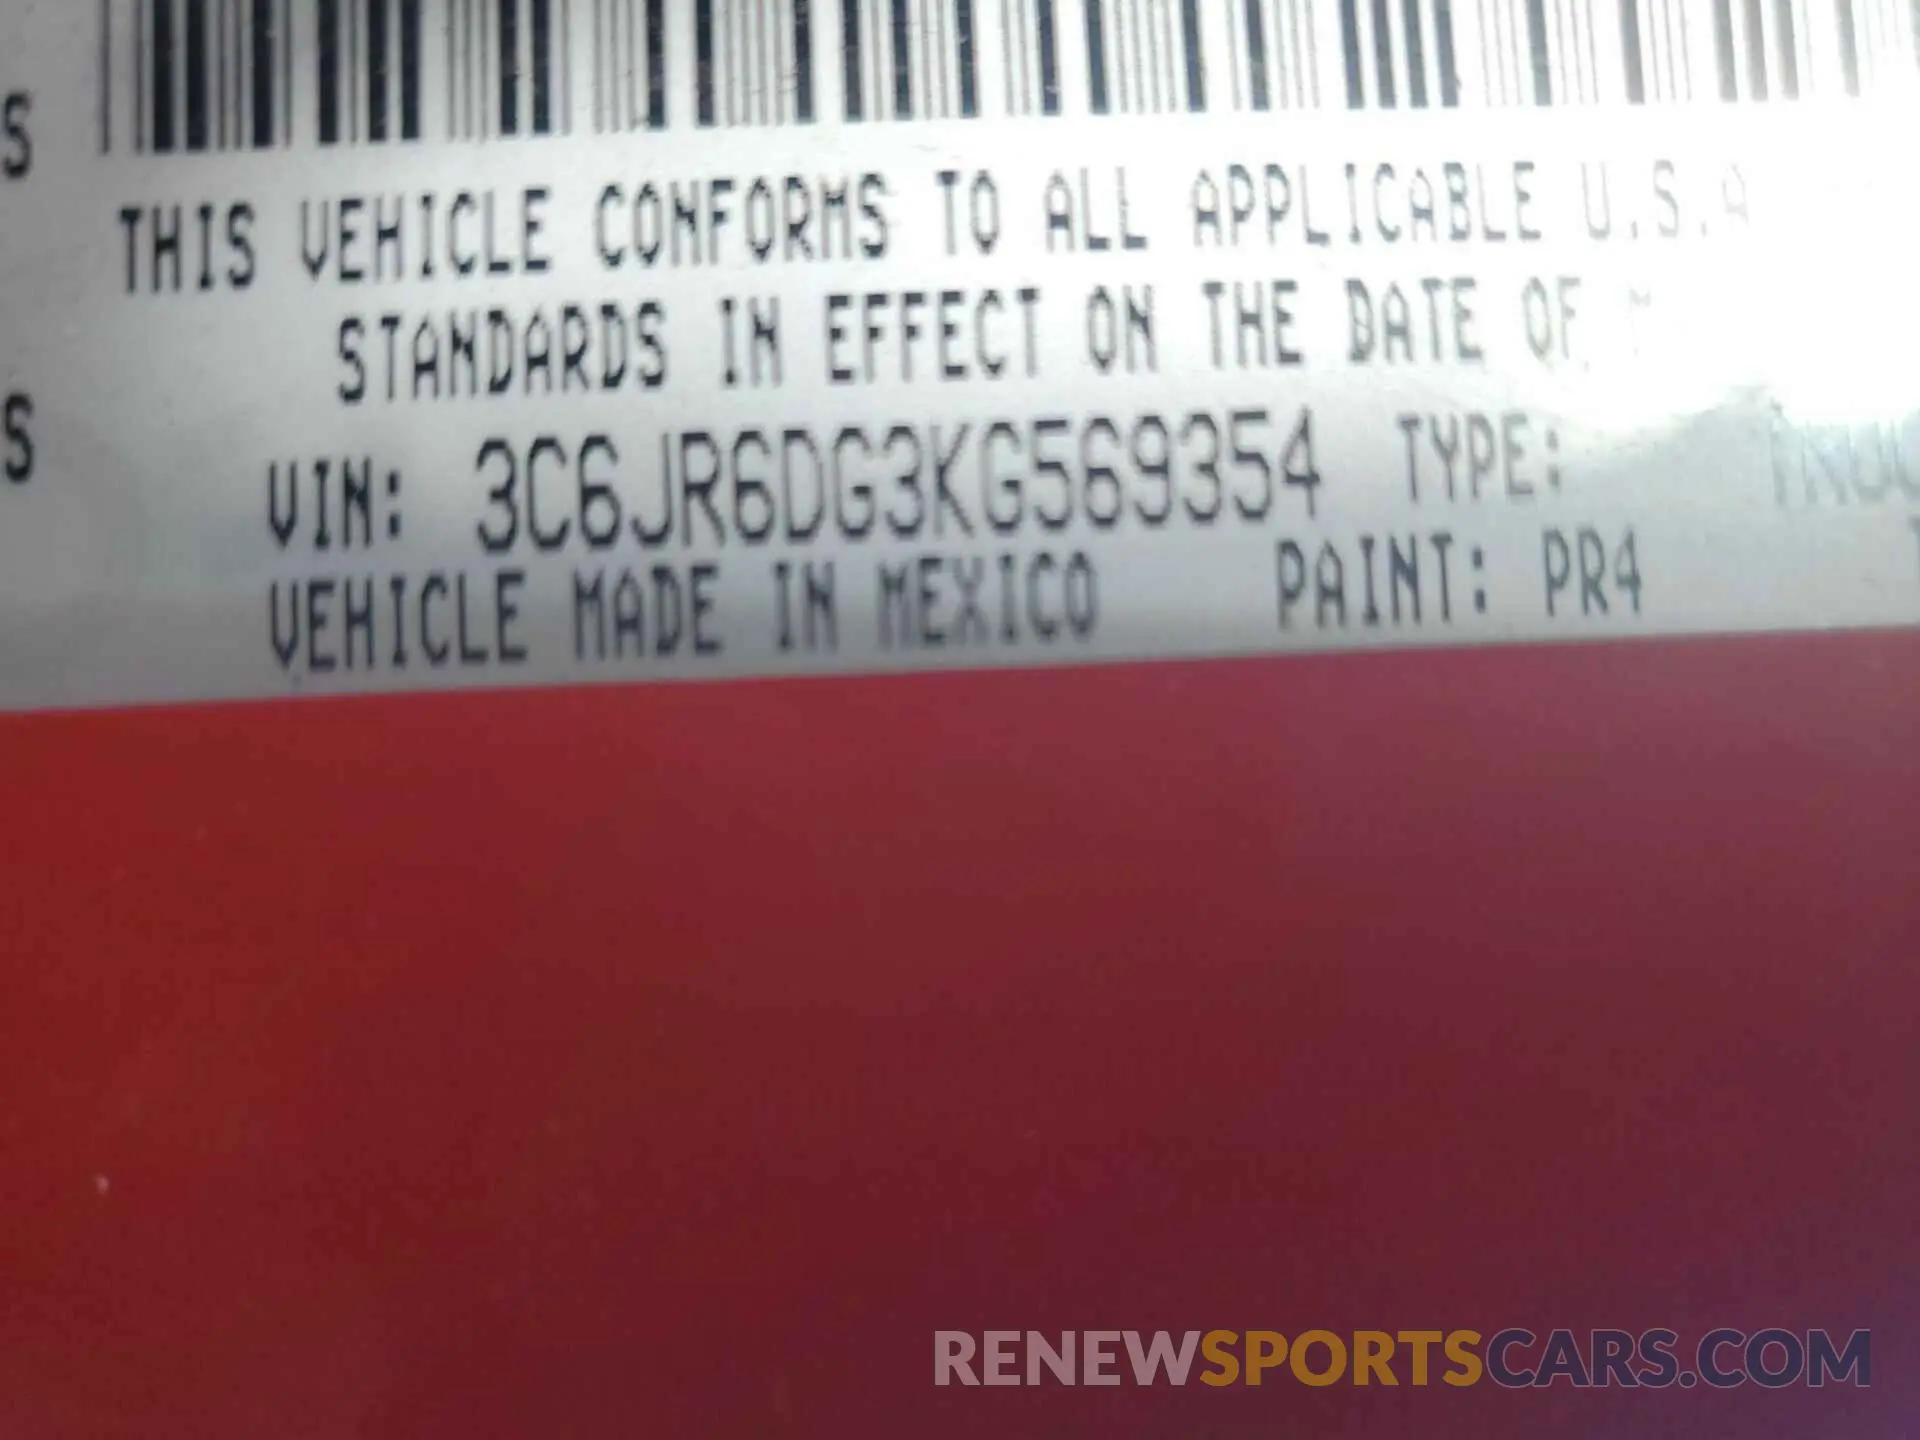 S
THIS VEHICLE CONFORMS TO ALL APPLICABLE U.S.A
STANDARDS IN EFFECT ON THE DATE OF
S
VIN: 3C6JR6DG3KG569354 TYPE:
VEHICLE MADE IN MEXICO PAINT: PR4
RENEWSPORTSCARS.COM